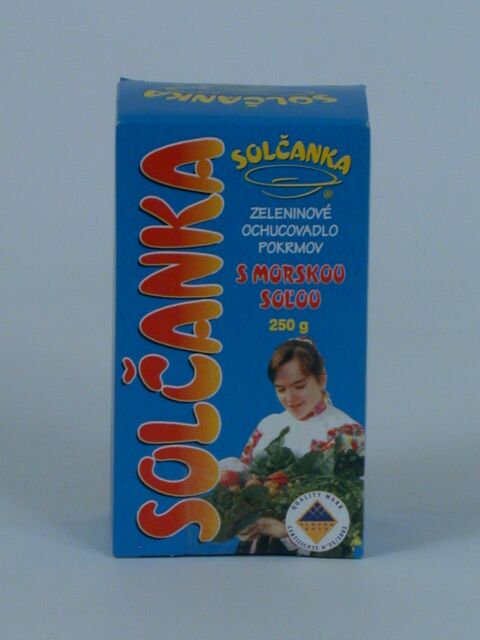 SOLČANKA
SOLČANKA
SOLČANKA
®
ZELENINOVÉ
OCHUCOVADLO
POKRMOV
S MORSKOU
SOĽOU
250 g
QUALITY MARK